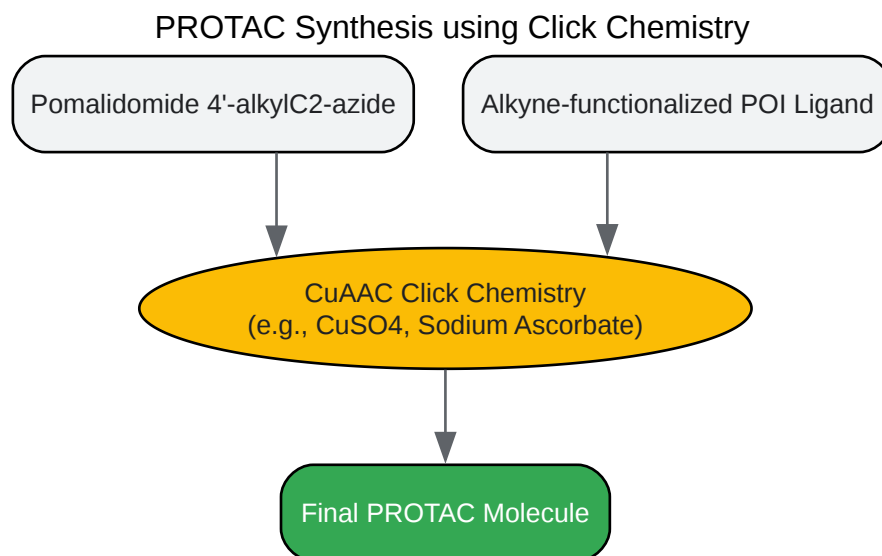 PROTAC Synthesis using Click Chemistry
Pomalidomide 4'-alkylC2-azide
Alkyne-functionalized POI Ligand
CuAAC Click Chemistry
(e.g., CuSO4, Sodium Ascorbate)
Final PROTAC Molecule